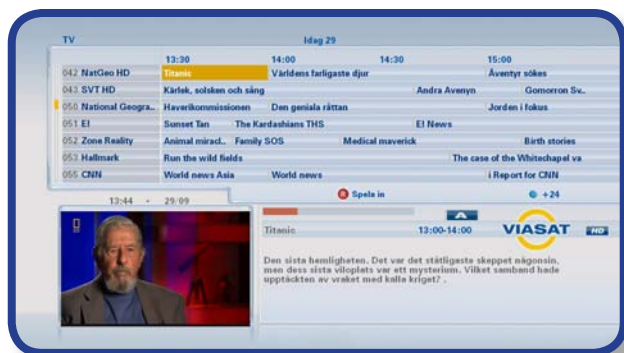 TV Idag 29
13:30 14:00 14:30 15:00
042 NatGeo HD Titanic Världens farligaste djur Äventyr sökes
043 SVT HD Kärlek, solsken och sång Andra Avenyn Gomorron Sv..
050 National Geogra.. Haverikommissionen Den geniala råttan Jorden i fokus
051 E! Sunset Tan The Kardashians THS E! News
052 Zone Reality Animal miracl.. Family SOS Medical maverick Birth stories
053 Hallmark Run the wild fields The case of the Whitechapel va
055 CNN World news Asia World news i Report for CNN
13:44 - 29/09 R Spela in +24
A
Titanic 13:00-14:00 VIASAT HD
Den sista hemligheten. Det var det ståtligaste skeppet någonsin,
men dess sista viloplats var ett mysterium. Vilket samband hade
upptäckten av vraket med kalla kriget? .